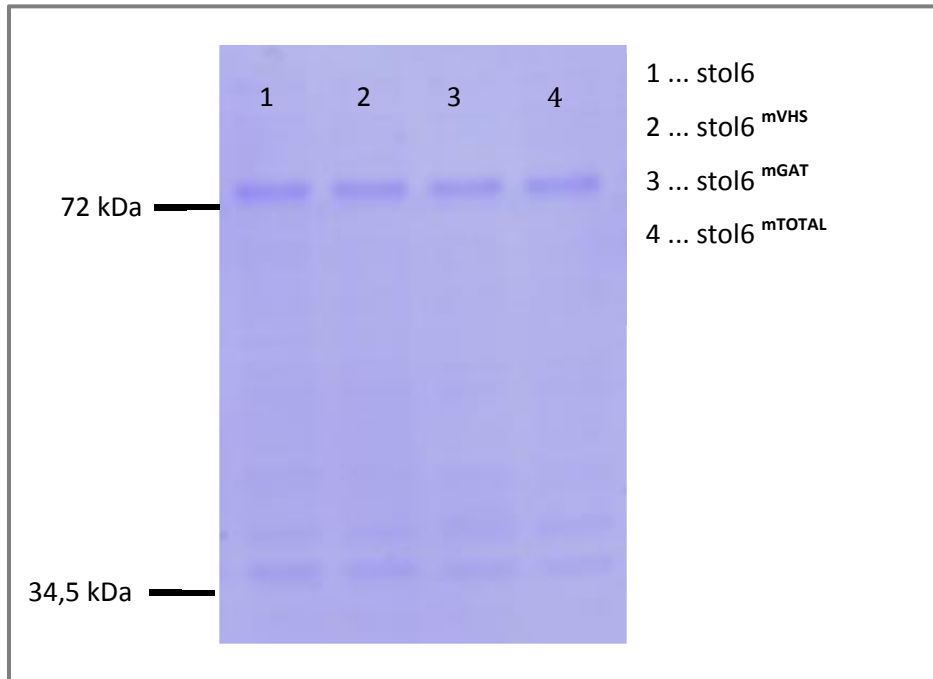 1 2 3 4
1 ... stol6
2 ... stol6 mVHS
3 ... stol6 mGAT
4 ... stol6 mTOTAL
72 kDa
34,5 kDa